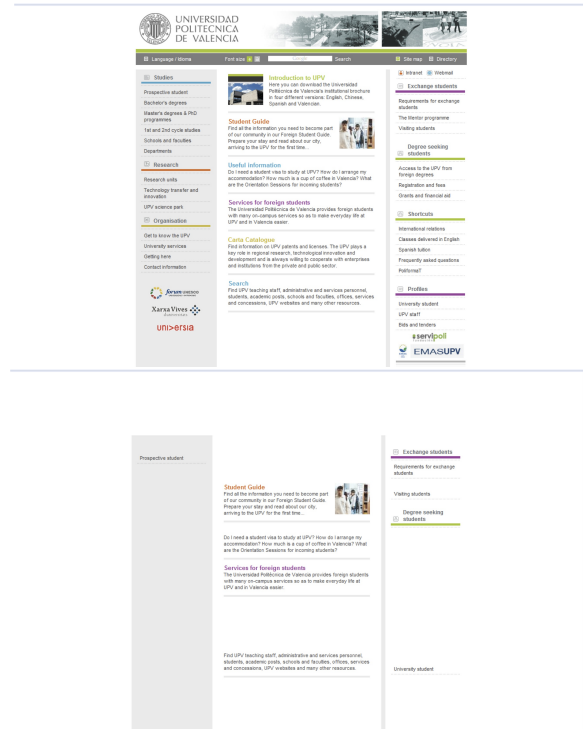 UNIVERSIDAD
POLITECNICA
DE VALENCIA
Language / Idioma
Font size
Google
Search
Site map
Directory
Studies
Prospective student
Bachelor's degrees
Master's degrees & PhD
programmes
1st and 2nd cycle studies
Schools and faculties
Departments
Research
Research units
Technology transfer and
innovation
UPV science park
Organisation
Get to know the UPV
University services
Getting here
Contact information
forum UNESCO
Xarxa Vives
uni>ersia
Introduction to UPV
Here you can download the Universidad
Politécnica de Valencia's institutional brochure
in four different versions: English, Chinese,
Spanish and Valencian.
Student Guide
Find all the information you need to become part
of our community in our Foreign Student Guide.
Prepare your stay and read about our city,
arriving to the UPV for the first time...
Useful information
Do I need a student visa to study at UPV? How do I arrange my
accommodation? How much is a cup of coffee in Valencia? What
are the Orientation Sessions for incoming students?
Services for foreign students
The Universidad Politécnica de Valencia provides foreign students
with many on-campus services so as to make everyday life at
UPV and in Valencia easier.
Carta Catalogue
Find information on UPV patents and licenses. The UPV plays a
key role in regional research, technological innovation and
development and is always willing to cooperate with enterprises
and institutions from the private and public sector.
Search
Find UPV teaching staff, administrative and services personnel,
students, academic posts, schools and faculties, offices, services
and concessions, UPV websites and many other resources.
Intranet
Webmail
Exchange students
Requirements for exchange
students
The Mentor programme
Visiting students
Degree seeking
students
Access to the UPV from
foreign degrees
Registration and fees
Grants and financial aid
Shortcuts
International relations
Classes delivered in English
Spanish tuition
Frequently asked questions
PoliformaT
Profiles
University student
UPV staff
Bids and tenders
servipoll
EMASUPV
Prospective student
Student Guide
Find all the information you need to become part
of our community in our Foreign Student Guide.
Prepare your stay and read about our city,
arriving to the UPV for the first time...
Do I need a student visa to study at UPV? How do I arrange my
accommodation? How much is a cup of coffee in Valencia? What
are the Orientation Sessions for incoming students?
Services for foreign students
The Universidad Politécnica de Valencia provides foreign students
with many on-campus services so as to make everyday life at
UPV and in Valencia easier.
Find UPV teaching staff, administrative and services personnel,
students, academic posts, schools and faculties, offices, services
and concessions, UPV websites and many other resources.
Exchange students
Requirements for exchange
students
Visiting students
Degree seeking
students
University student